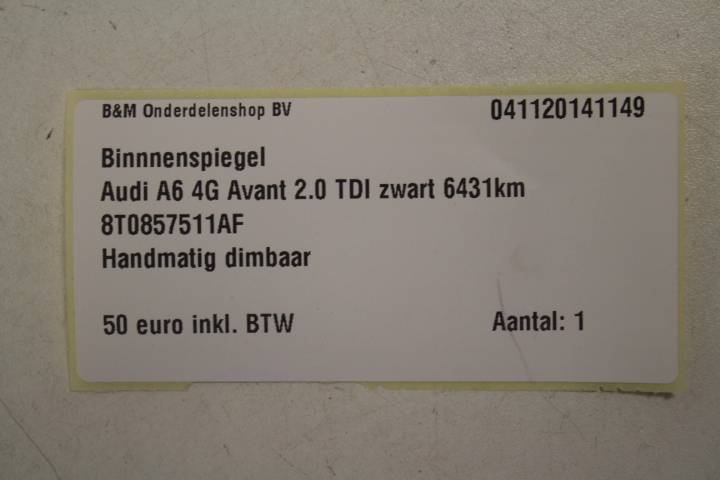 B&M Onderdelenshop BV 041120141149
Binnnenspiegel
Audi A6 4G Avant 2.0 TDI zwart 6431km
8T0857511AF
Handmatig dimbaar
50 euro inkl. BTW Aantal: 1